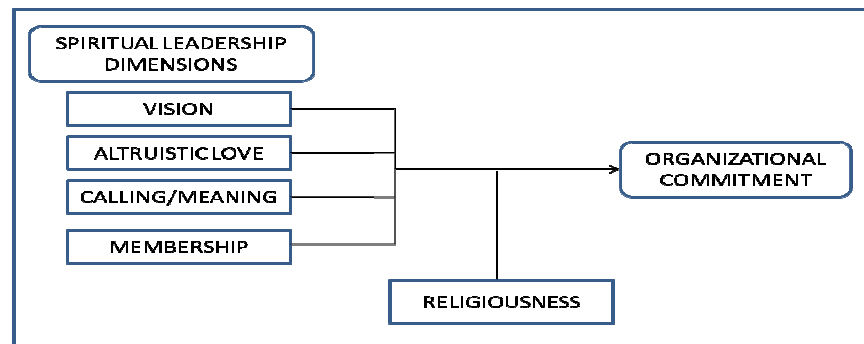 SPIRITUAL LEADERSHIP
DIMENSIONS
VISION
ALTRUISTIC LOVE
CALLING/MEANING
MEMBERSHIP
ORGANIZATIONAL
COMMITMENT
RELIGIOUSNESS